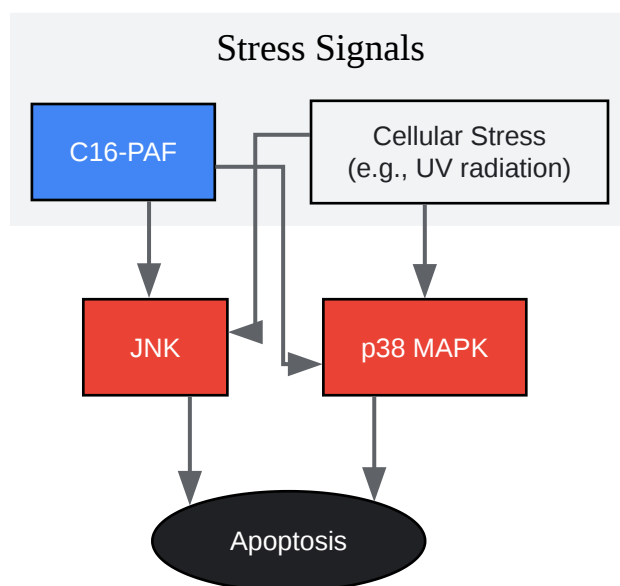 Stress Signals
C16-PAF
Cellular Stress
(e.g., UV radiation)
JNK
p38 MAPK
Apoptosis